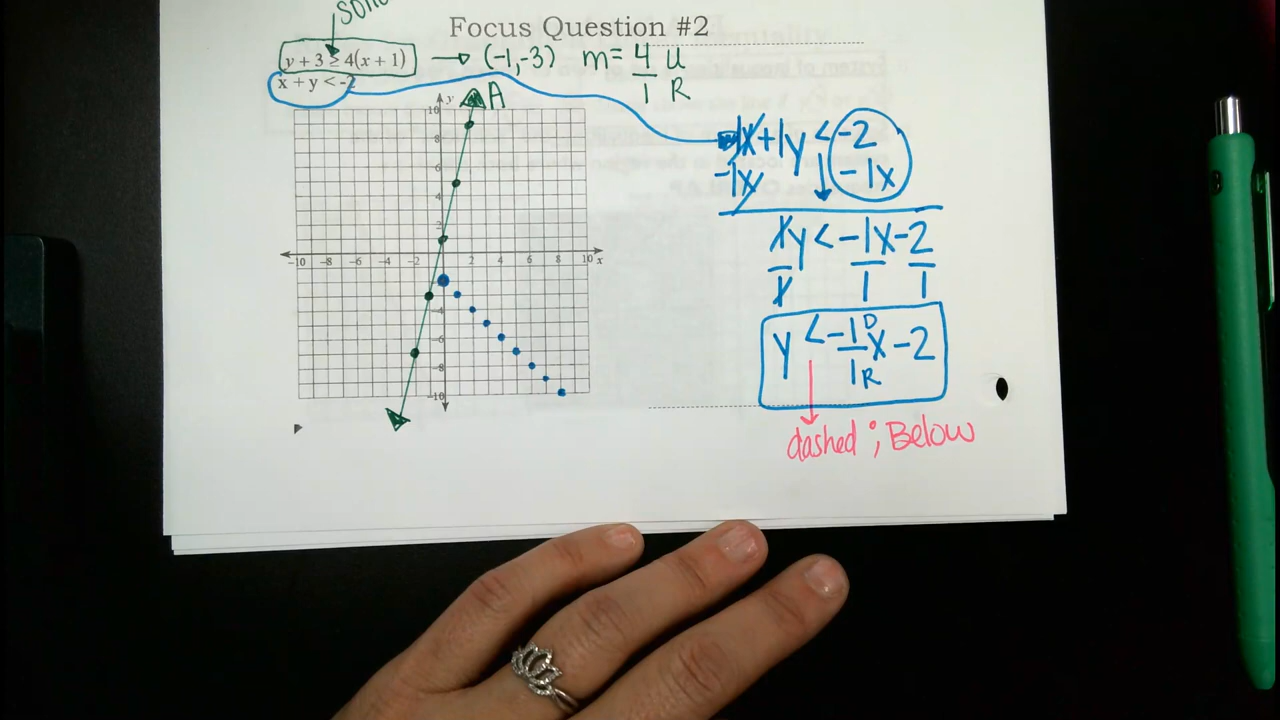 Focus Question #2
y + 3 ≥ 4(x + 1) → (-1,-3) m = 4/1 U R
x + y < -2
A
y
10
8
6
4
2
-10 -8 -6 -4 -2 2 4 6 8 10 x
-4
-6
-8
-10
1x + 1y < -2
-1x -1x
1y < -1x - 2
1 1 1
y < -1/1 x - 2
D
R
dashed ; Below